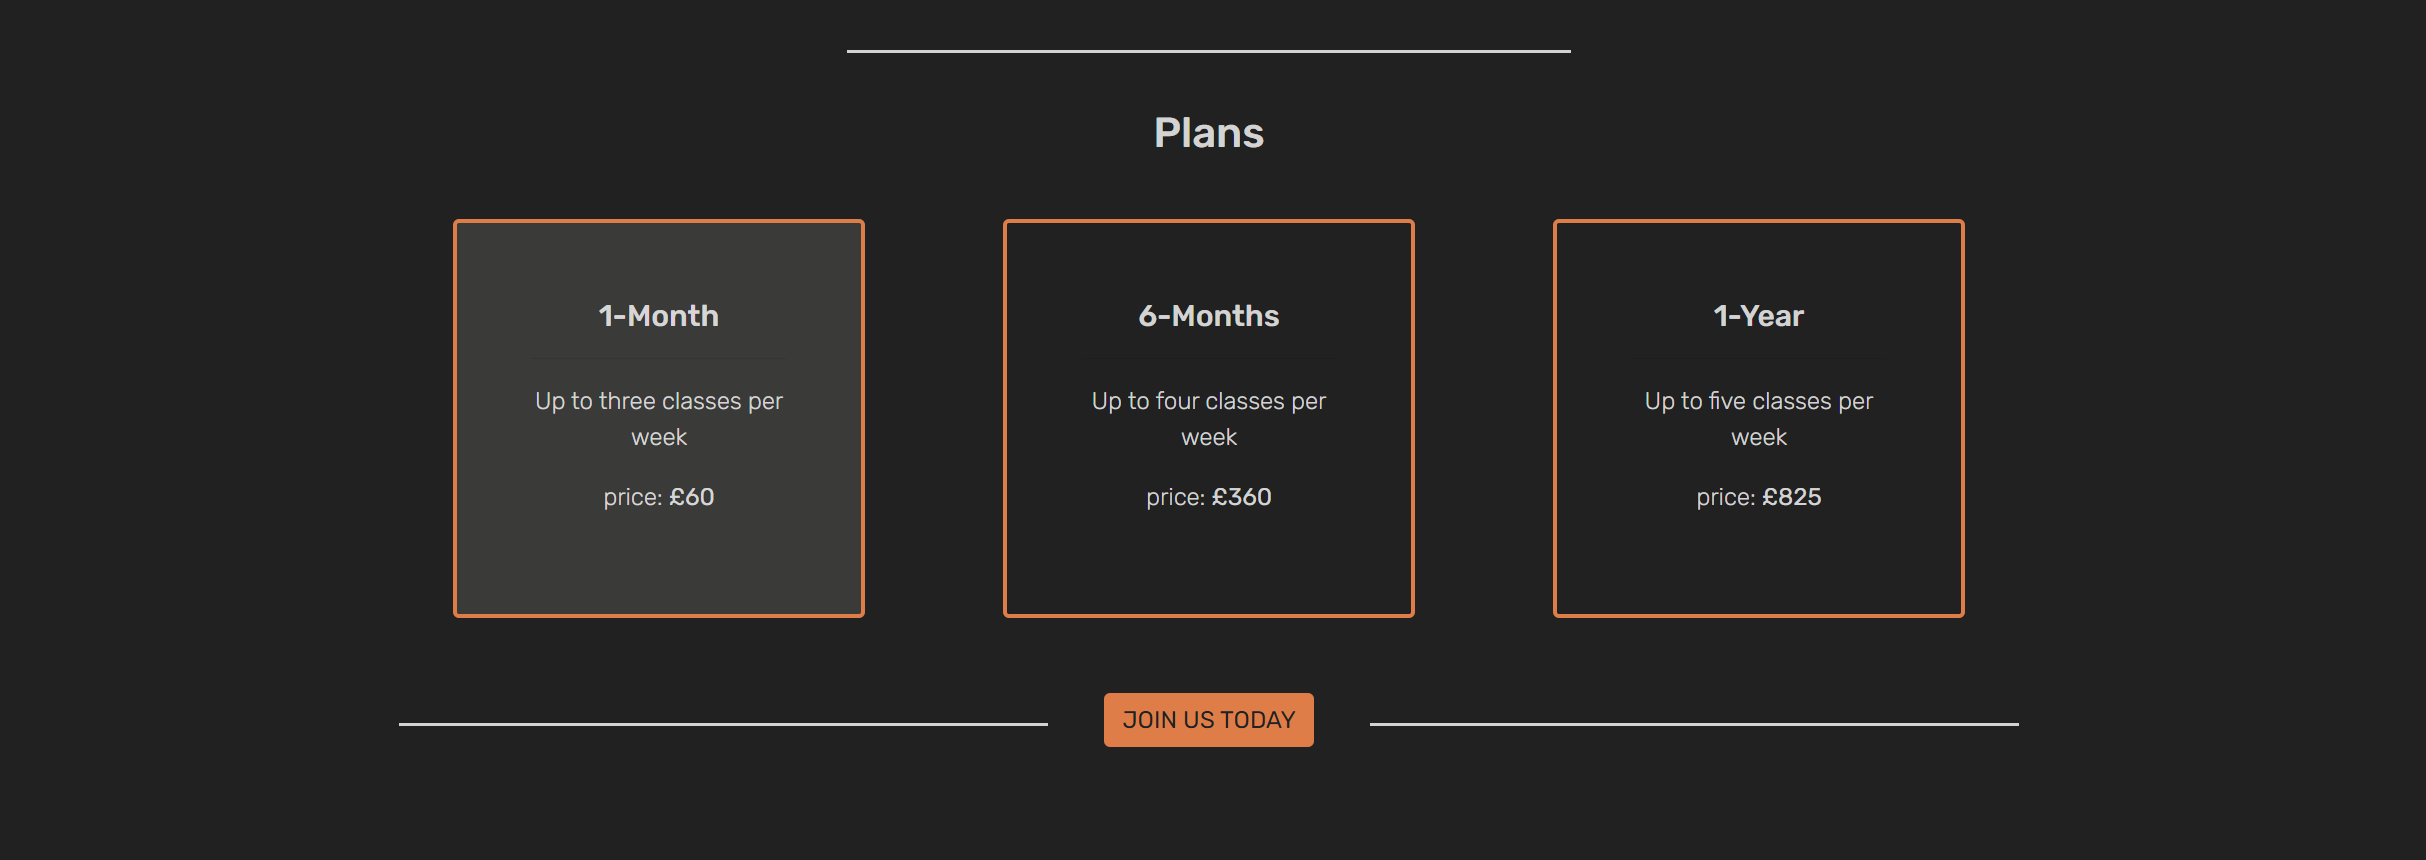 Plans
1-Month
Up to three classes per
week
price: £60
6-Months
Up to four classes per
week
price: £360
1-Year
Up to five classes per
week
price: £825
JOIN US TODAY